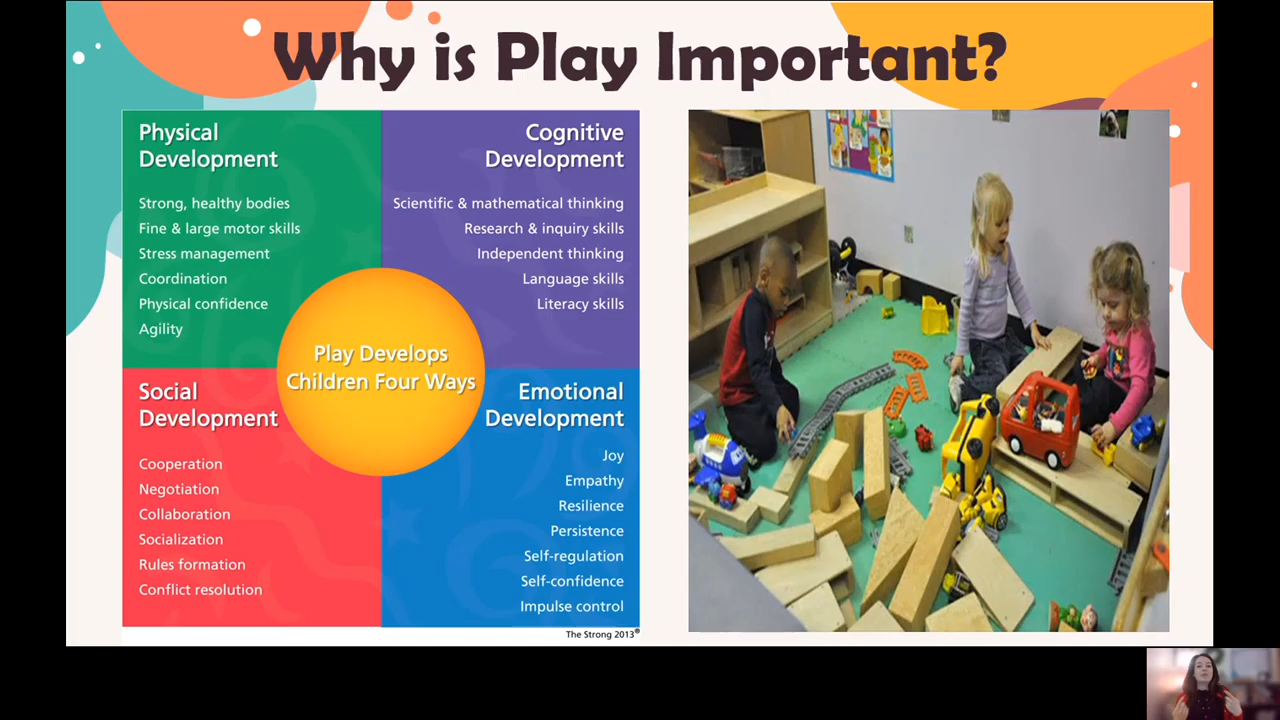 Why is Play Important?
Physical
Development
Strong, healthy bodies
Fine & large motor skills
Stress management
Coordination
Physical confidence
Agility
Cognitive
Development
Scientific & mathematical thinking
Research & inquiry skills
Independent thinking
Language skills
Literacy skills
Play Develops
Children Four Ways
Social
Development
Cooperation
Negotiation
Collaboration
Socialization
Rules formation
Conflict resolution
Emotional
Development
Joy
Empathy
Resilience
Persistence
Self-regulation
Self-confidence
Impulse control
The Strong 2013®